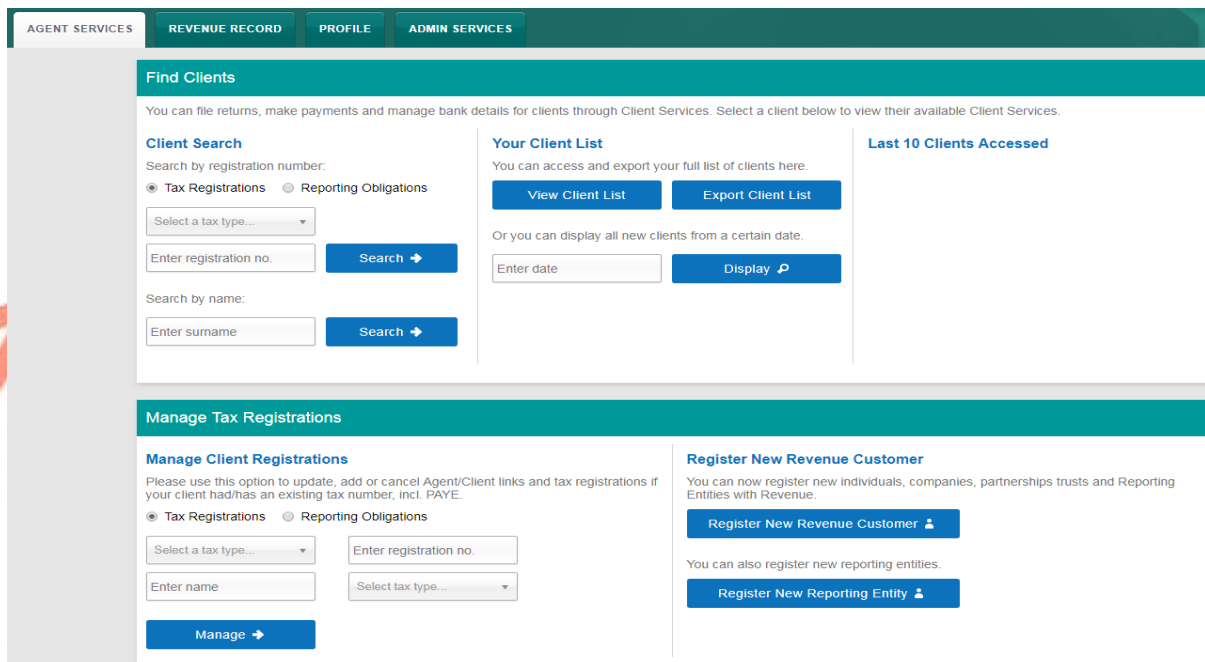 AGENT SERVICES
REVENUE RECORD
PROFILE
ADMIN SERVICES
Find Clients
You can file returns, make payments and manage bank details for clients through Client Services. Select a client below to view their available Client Services.
Client Search
Search by registration number:
Tax Registrations
Reporting Obligations
Select a tax type...
Enter registration no.
Search
Search by name:
Enter surname
Search
Your Client List
You can access and export your full list of clients here.
View Client List
Export Client List
Or you can display all new clients from a certain date.
Enter date
Display
Last 10 Clients Accessed
Manage Tax Registrations
Manage Client Registrations
Please use this option to update, add or cancel Agent/Client links and tax registrations if
your client had/has an existing tax number, incl. PAYE.
Tax Registrations
Reporting Obligations
Select a tax type...
Enter registration no.
Enter name
Select tax type...
Manage
Register New Revenue Customer
You can now register new individuals, companies, partnerships trusts and Reporting
Entities with Revenue.
Register New Revenue Customer
You can also register new reporting entities.
Register New Reporting Entity